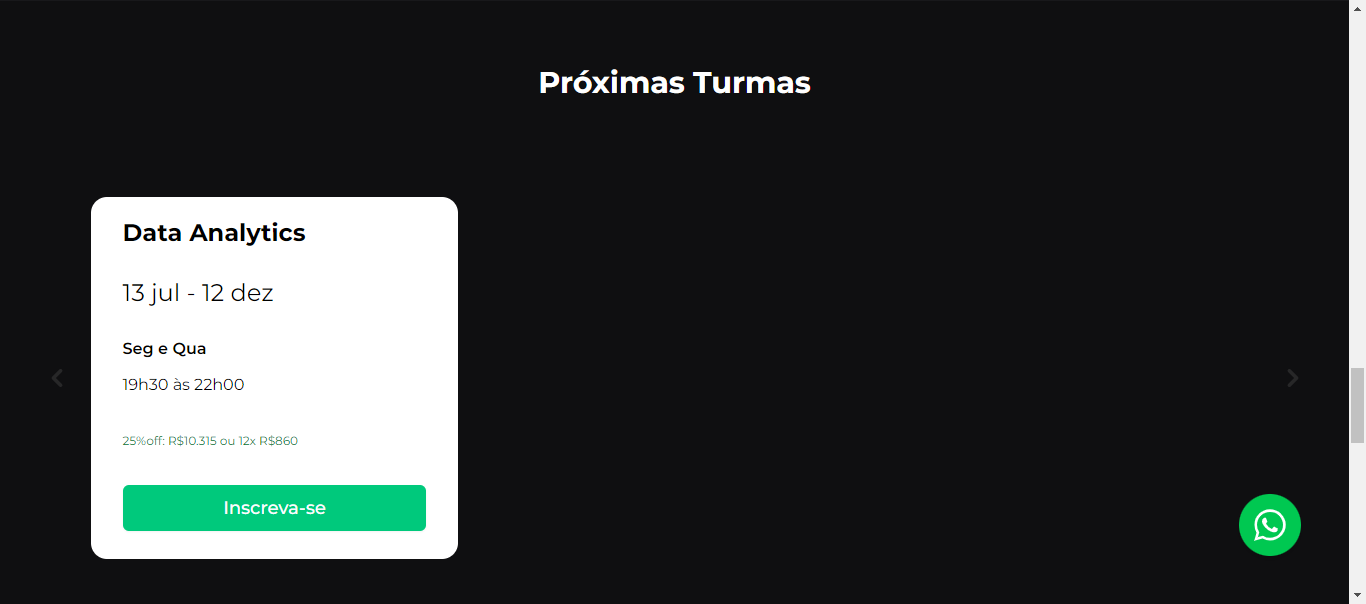 Próximas Turmas
Data Analytics
13 jul - 12 dez
Seg e Qua
19h30 às 22h00
25%off: R$10.315 ou 12x R$860
Inscreva-se